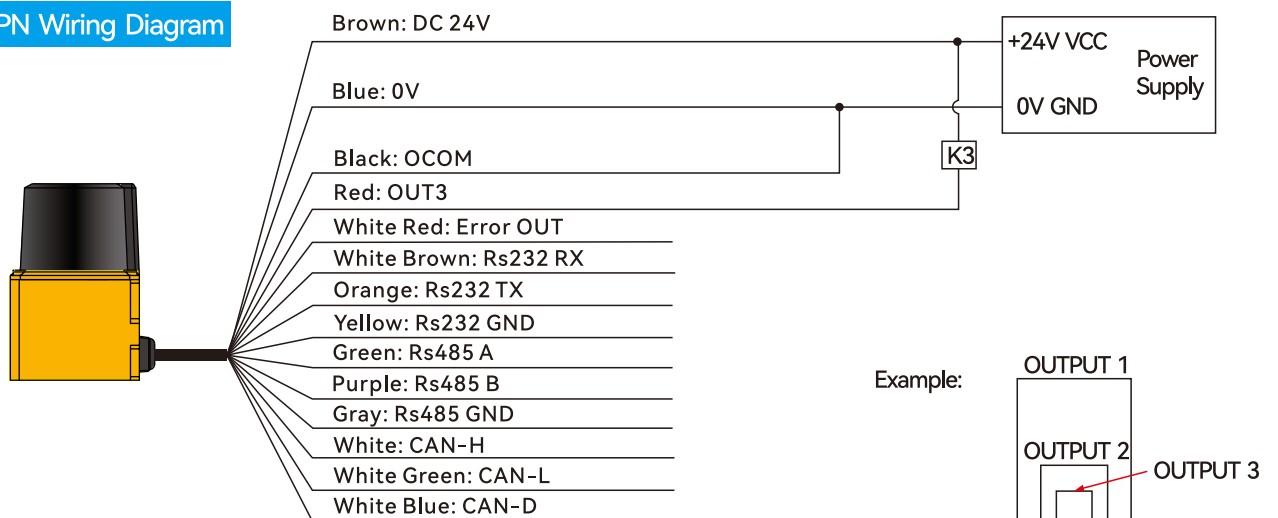 PN Wiring Diagram
Brown: DC 24V
+24V VCC
Power
Supply
Blue: 0V
0V GND
Black: OCOM
K3
Red: OUT3
White Red: Error OUT
White Brown: Rs232 RX
Orange: Rs232 TX
Yellow: Rs232 GND
Green: Rs485 A
Purple: Rs485 B
Gray: Rs485 GND
White: CAN-H
White Green: CAN-L
White Blue: CAN-D
Example:
OUTPUT 1
OUTPUT 2
OUTPUT 3